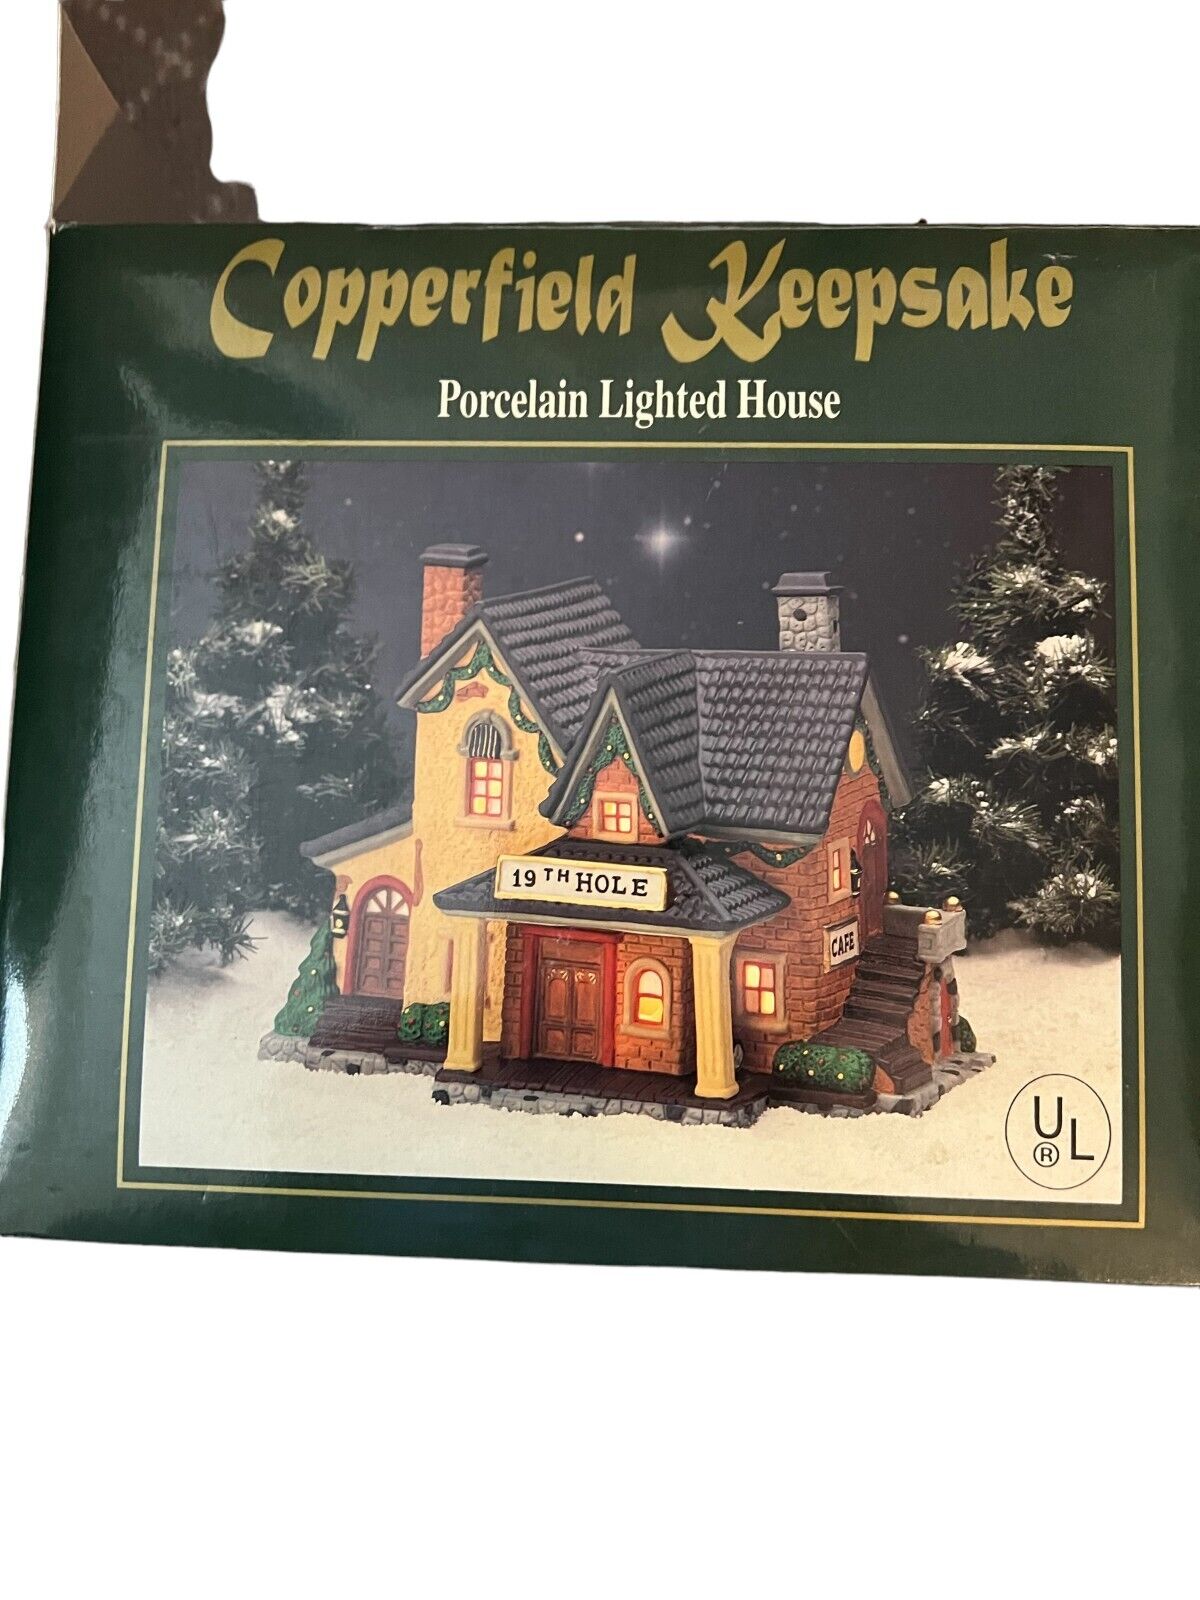 Copperfield Keepsake
Porcelain Lighted House
19TH HOLE
CAFE
UL
®